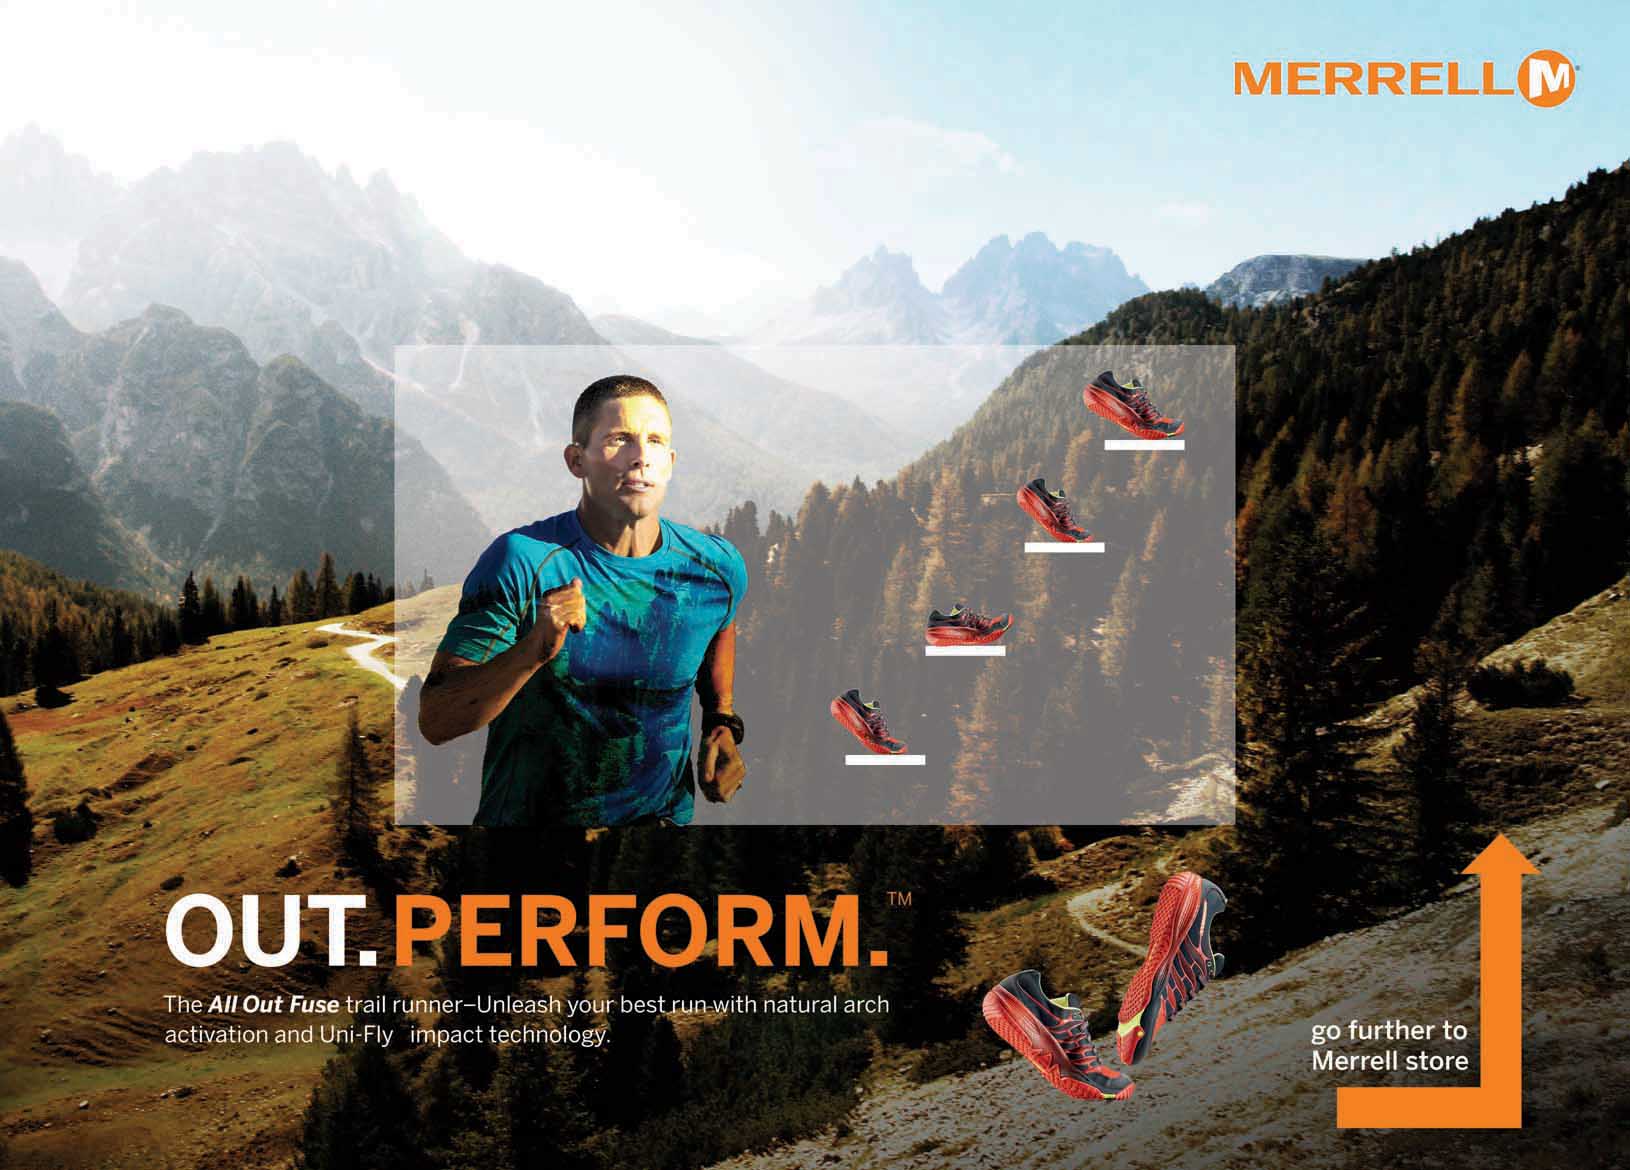 MERRELL M
OUT.PERFORM.™
The All Out Fuse trail runner–Unleash your best run with natural arch
activation and Uni-Fly impact technology.
go further to
Merrell store